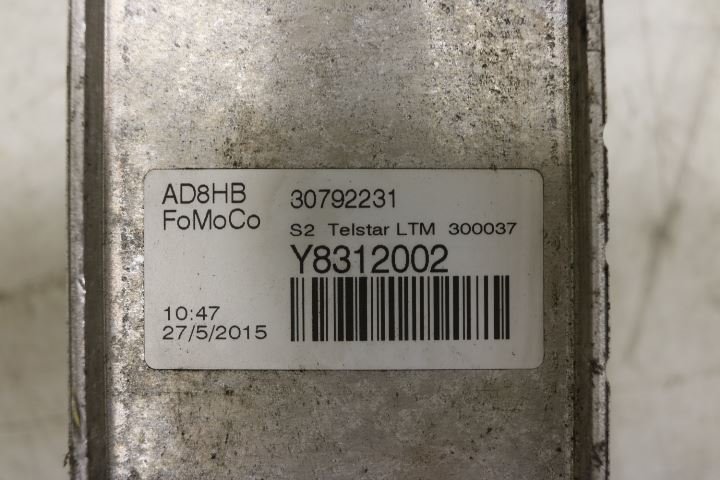 AD8HB
FoMoCo
30792231
S2 Telstar LTM 300037
Y8312002
10:47
27/5/2015